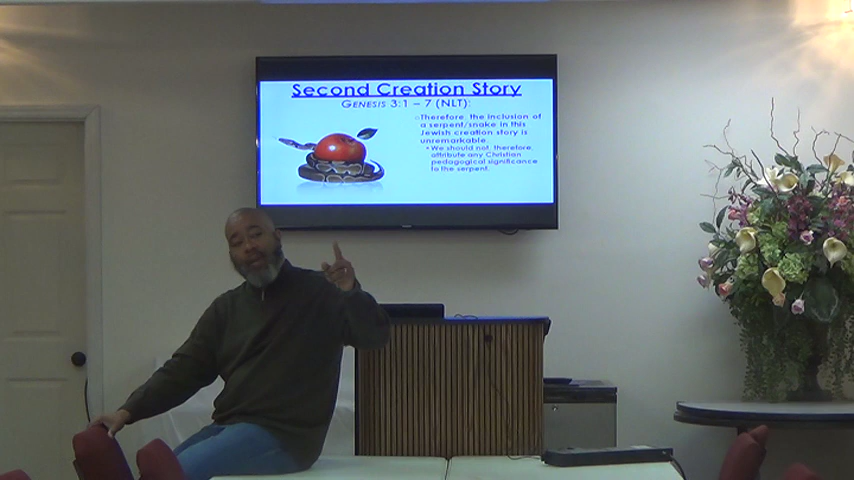 Second Creation Story
GENESIS 3:1 – 7 (NLT):
Therefore, the inclusion of
a serpent/snake in this
Jewish creation story is
unremarkable.
• We should not, therefore,
attribute any Christian
pedagogical significance
to the serpent.